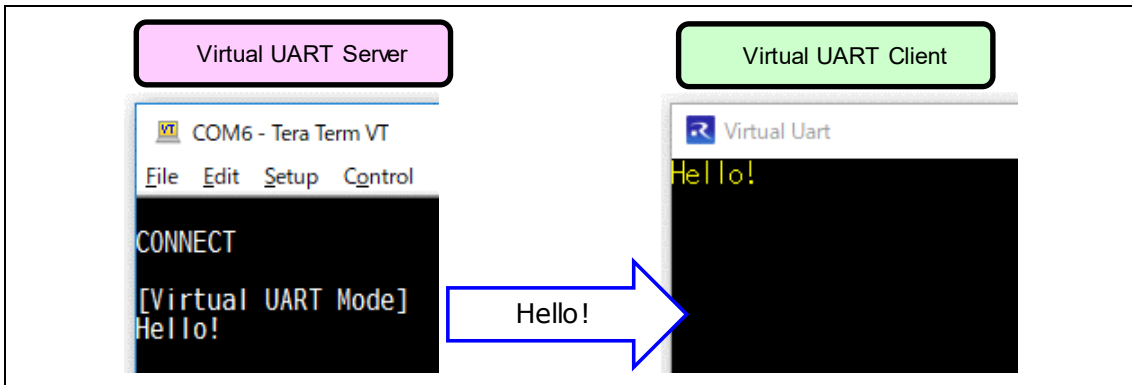 Virtual UART Server
Virtual UART Client
VT COM6 - Tera Term VT
File Edit Setup Control
CONNECT
[Virtual UART Mode]
Hello!
Hello!
R Virtual Uart
Hello!